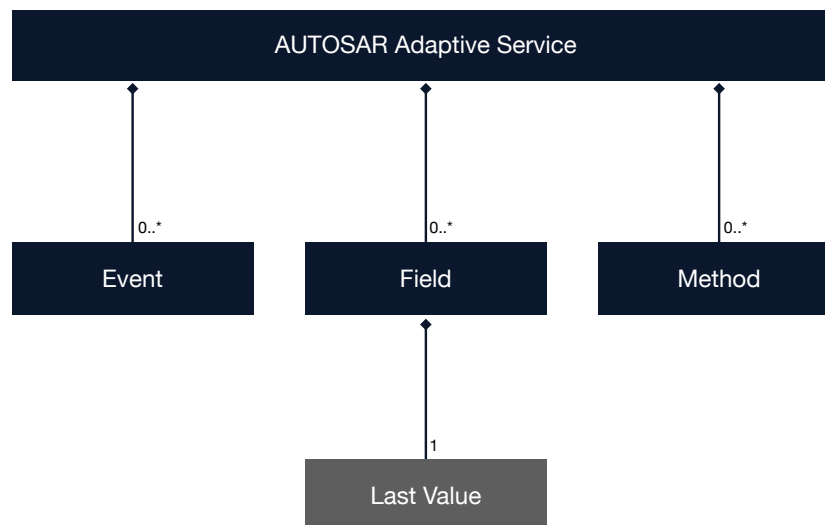 AUTOSAR Adaptive Service
0..*
0..*
0..*
Event
Field
Method
1
Last Value